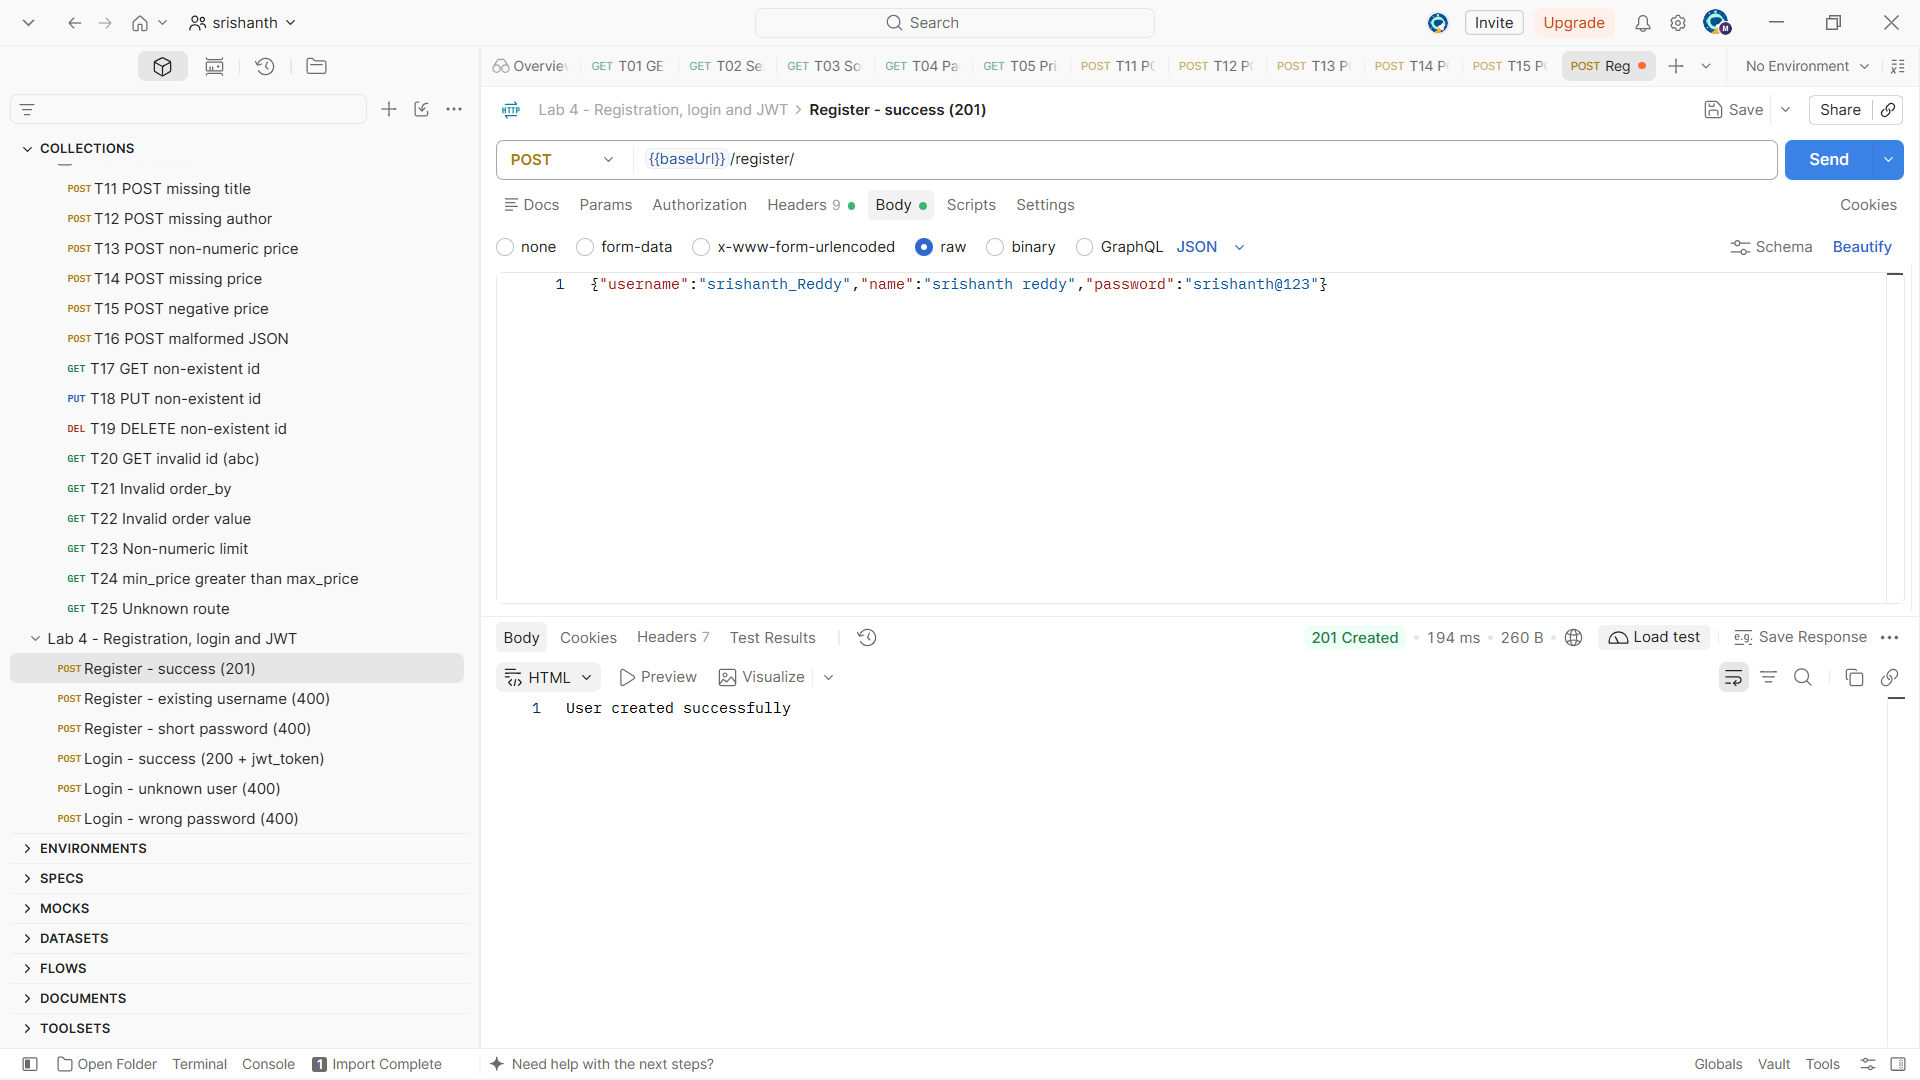 srishanth
Search
Invite
Upgrade
Overvie
GET T01 GE
GET T02 Se
GET T03 So
GET T04 Pa
GET T05 Pri
POST T11 P
POST T12 P
POST T13 P
POST T14 P
POST T15 P
POST Reg
No Environment
Lab 4 - Registration, login and JWT > Register - success (201)
Save
Share
COLLECTIONS
POST T11 POST missing title
POST T12 POST missing author
POST T13 POST non-numeric price
POST T14 POST missing price
POST T15 POST negative price
POST T16 POST malformed JSON
GET T17 GET non-existent id
PUT T18 PUT non-existent id
DEL T19 DELETE non-existent id
GET T20 GET invalid id (abc)
GET T21 Invalid order_by
GET T22 Invalid order value
GET T23 Non-numeric limit
GET T24 min_price greater than max_price
GET T25 Unknown route
Lab 4 - Registration, login and JWT
POST Register - success (201)
POST Register - existing username (400)
POST Register - short password (400)
POST Login - success (200 + jwt_token)
POST Login - unknown user (400)
POST Login - wrong password (400)
ENVIRONMENTS
SPECS
MOCKS
DATASETS
FLOWS
DOCUMENTS
TOOLSETS
POST
{{baseUrl}} /register/
Send
Docs
Params
Authorization
Headers 9
Body
Scripts
Settings
Cookies
none
form-data
x-www-form-urlencoded
raw
binary
GraphQL
JSON
Schema
Beautify
1 {"username":"srishanth_Reddy","name":"srishanth reddy","password":"srishanth@123"}
Body
Cookies
Headers 7
Test Results
201 Created
194 ms
260 B
Load test
e.g. Save Response
HTML
Preview
Visualize
1 User created successfully
Open Folder
Terminal
Console
1 Import Complete
Need help with the next steps?
Globals
Vault
Tools